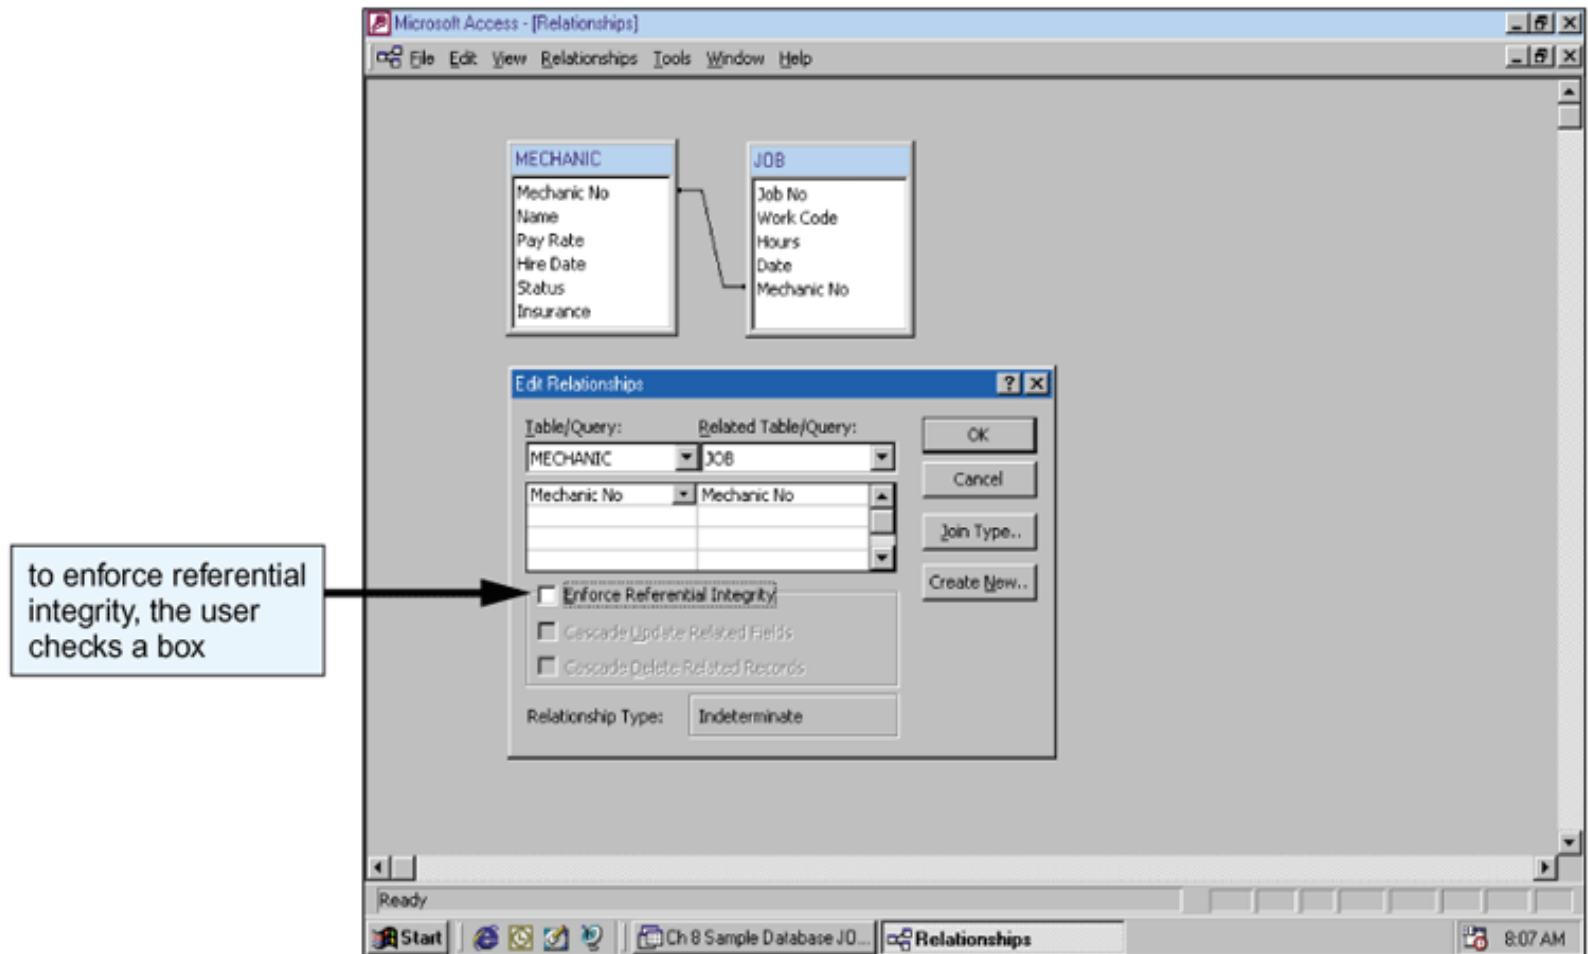 Microsoft Access - [Relationships]
File Edit View Relationships Tools Window Help
MECHANIC
Mechanic No
Name
Pay Rate
Hire Date
Status
Insurance
JOB
Job No
Work Code
Hours
Date
Mechanic No
Edit Relationships
Table/Query: Related Table/Query:
MECHANIC JOB
Mechanic No Mechanic No
OK
Cancel
Join Type..
Create New..
Enforce Referential Integrity
Cascade Update Related Fields
Cascade Delete Related Records
Relationship Type: Indeterminate
to enforce referential
integrity, the user
checks a box
Ready
Start Ch 8 Sample Database JO... Relationships 8:07 AM